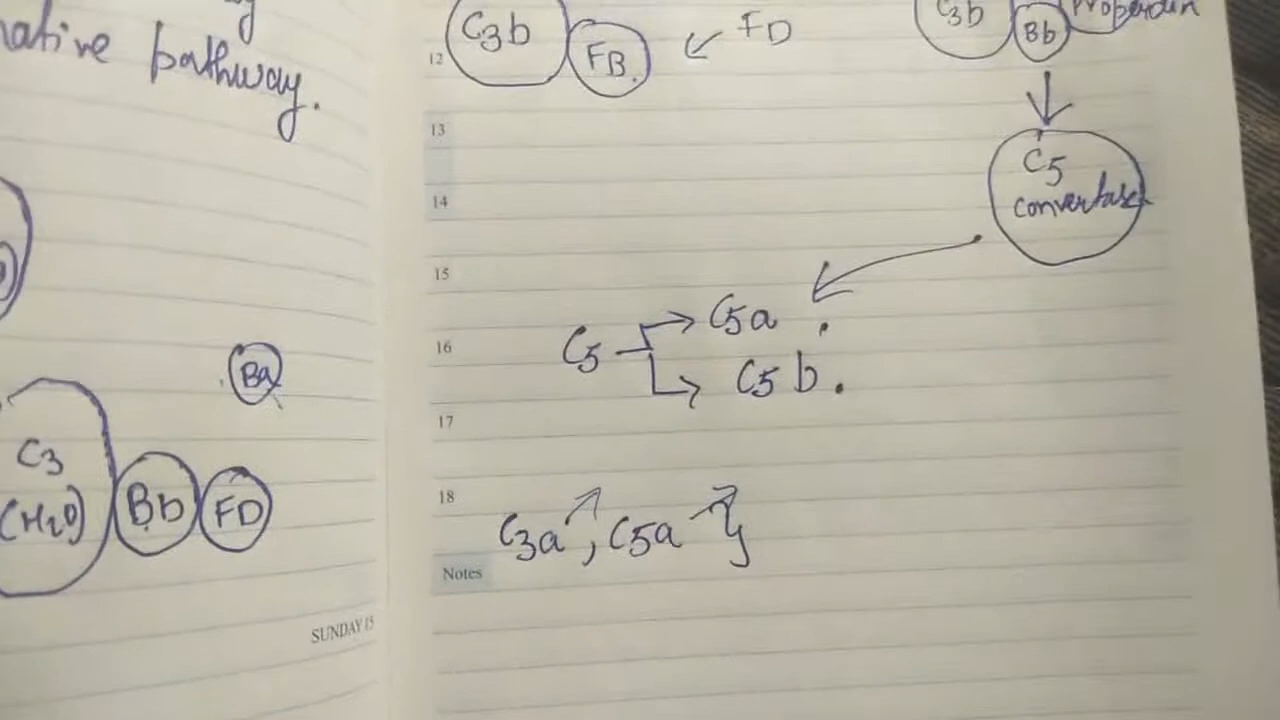 native pathway.
Ba
C3
(H2O)
Bb
FD
SUNDAY 15
C3b
FB
FD
C3b
Bb
Properdin
12
13
C5
convertase
14
15
C5a
16
C5
C5b.
17
18
C3a, C5a
Notes